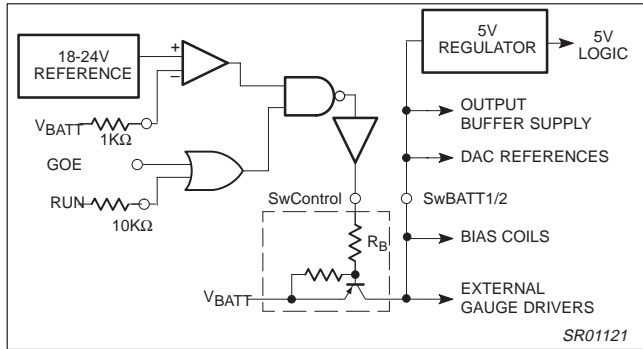 18-24V
REFERENCE
+
–
5V
REGULATOR
5V
LOGIC
VBATT
1KΩ
OUTPUT
BUFFER SUPPLY
GOE
DAC REFERENCES
RUN
10KΩ
SwControl
SwBATT1/2
RB
BIAS COILS
VBATT
EXTERNAL
GAUGE DRIVERS
SR01121